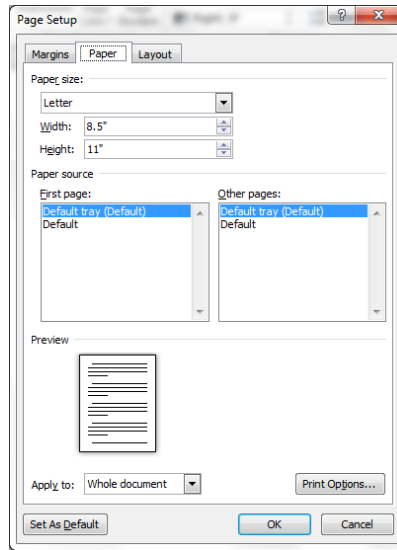 Page Setup
Margins Paper Layout
Paper size:
Letter
Width: 8.5"
Height: 11"
Paper source
First page: Other pages:
Default tray (Default) Default tray (Default)
Default Default
Preview
Apply to: Whole document Print Options...
Set As Default OK Cancel